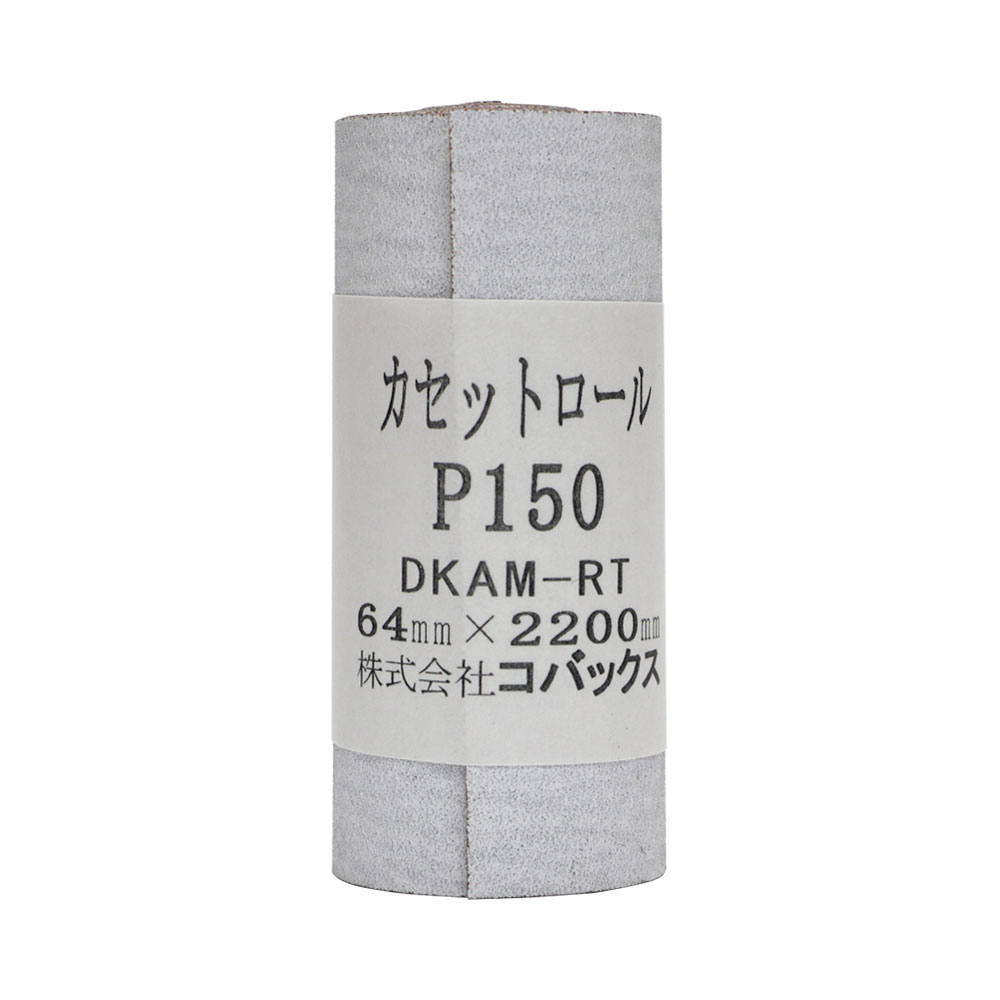 カセットロール
P150
DKAM-RT
64mm×2200mm
株式会社コバックス